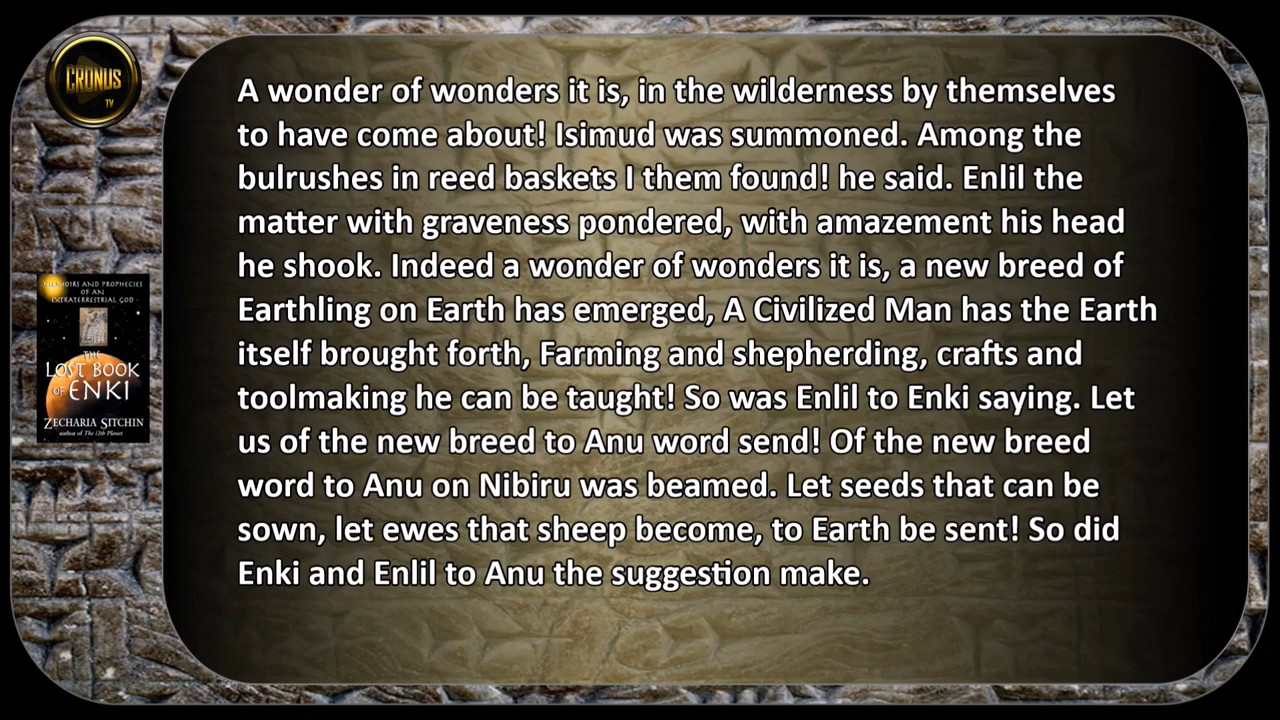 CRONUS
TV
A wonder of wonders it is, in the wilderness by themselves
to have come about! Isimud was summoned. Among the
bulrushes in reed baskets I them found! he said. Enlil the
matter with graveness pondered, with amazement his head
he shook. Indeed a wonder of wonders it is, a new breed of
Earthling on Earth has emerged, A Civilized Man has the Earth
itself brought forth, Farming and shepherding, crafts and
toolmaking he can be taught! So was Enlil to Enki saying. Let
us of the new breed to Anu word send! Of the new breed
word to Anu on Nibiru was beamed. Let seeds that can be
sown, let ewes that sheep become, to Earth be sent! So did
Enki and Enlil to Anu the suggestion make.
MEMOIRS AND PROPHECIES
OF AN
EXTRATERRESTRIAL GOD
THE
LOST BOOK
OF ENKI
ZECHARIA SITCHIN
author of The 12th Planet